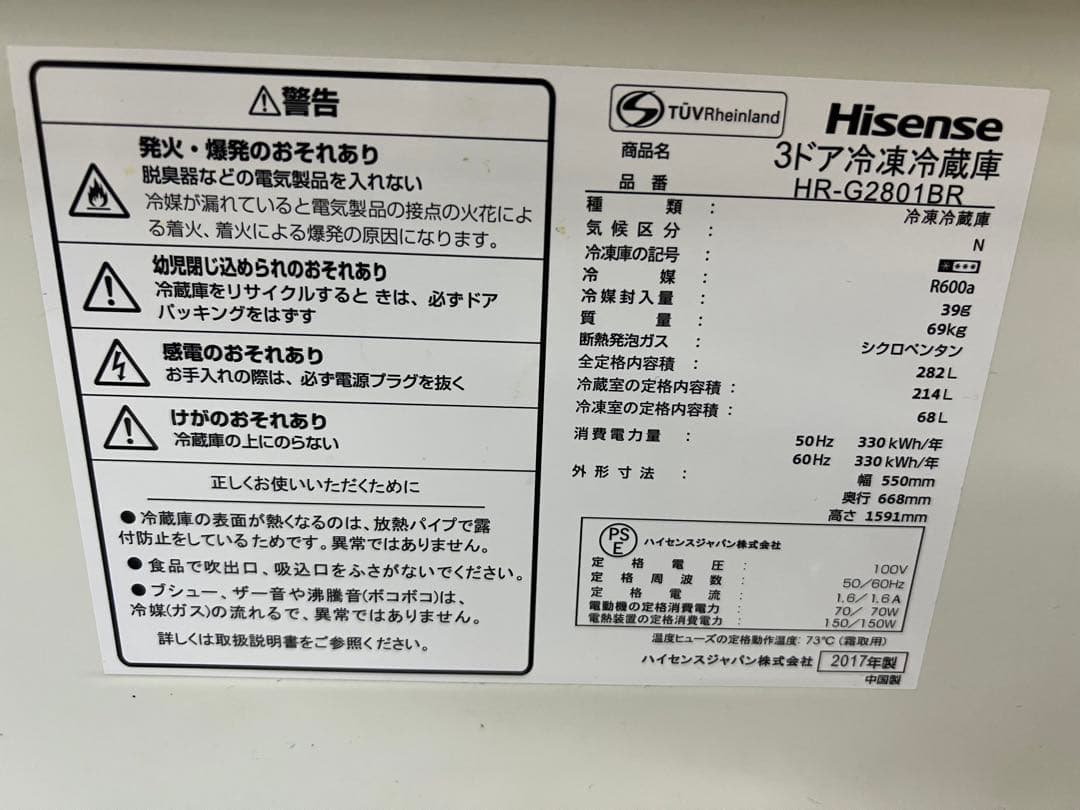 ⚠警告
発火・爆発のおそれあり
脱臭器などの電気製品を入れない
冷媒が漏れていると電気製品の接点の火花によ
る着火、着火による爆発の原因になります。
幼児閉じ込められのおそれあり
冷蔵庫をリサイクルすると きは、必ずドア
パッキングをはずす
感電のおそれあり
お手入れの際は、必ず電源プラグを抜く
けがのおそれあり
冷蔵庫の上にのらない
正しくお使いいただくために
●冷蔵庫の表面が熱くなるのは、放熱パイプで露
付防止をしているためです。異常ではありません。
●食品で吹出口、吸込口をふさがないでください。
●ブシュー、ザー音や沸騰音(ボコボコ)は、
冷媒(ガス)の流れるで、異常ではありません。
詳しくは取扱説明書をご参照ください。
TÜVRheinland
Hisense
商品名 3ドア冷凍冷蔵庫
品番 HR-G2801BR
種類 : 冷凍冷蔵庫
気候区分 : N
冷凍庫の記号 :
冷媒 : R600a
冷媒封入量 : 39g
質量 : 69kg
断熱発泡ガス : シクロペンタン
全定格内容積 : 282L
冷蔵室の定格内容積 : 214L
冷凍室の定格内容積 : 68L
消費電力量 : 50Hz 330kWh/年
60Hz 330kWh/年
外形寸法 : 幅 550mm
奥行 668mm
高さ 1591mm
PSE ハイセンスジャパン株式会社
定格電圧 : 100V
定格周波数 : 50/60Hz
定格電流 : 1.6/1.6A
電動機の定格消費電力 : 70/ 70W
電熱装置の定格消費電力 : 150/150W
温度ヒューズの定格動作温度: 73℃(霜取用)
ハイセンスジャパン株式会社 2017年製
中国製